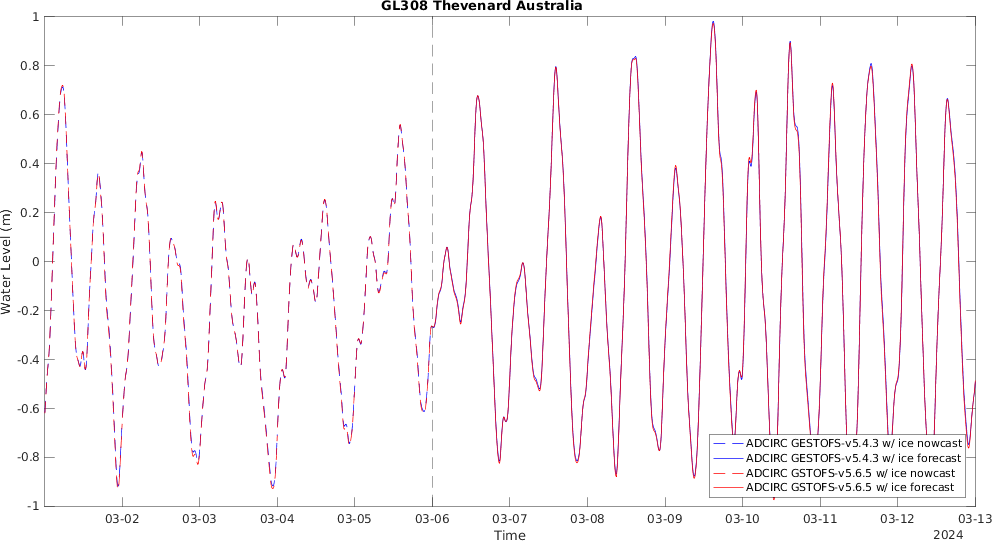 GL308 Thevenard Australia
1
0.8
0.6
0.4
0.2
0
-0.2
-0.4
-0.6
-0.8
-1
Water Level (m)
ADCIRC GESTOFS-v5.4.3 w/ ice nowcast
ADCIRC GESTOFS-v5.4.3 w/ ice forecast
ADCIRC GSTOFS-v5.6.5 w/ ice nowcast
ADCIRC GSTOFS-v5.6.5 w/ ice forecast
03-02 03-03 03-04 03-05 03-06 03-07 03-08 03-09 03-10 03-11 03-12 03-13
Time 2024